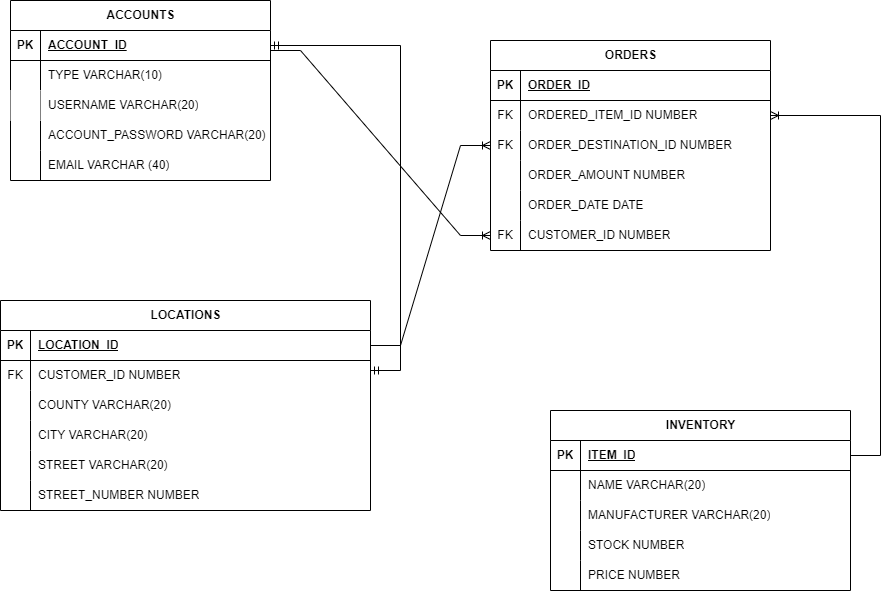 ACCOUNTS
PK ACCOUNT_ID
TYPE VARCHAR(10)
USERNAME VARCHAR(20)
ACCOUNT_PASSWORD VARCHAR(20)
EMAIL VARCHAR (40)
ORDERS
PK ORDER_ID
FK ORDERED_ITEM_ID NUMBER
FK ORDER_DESTINATION_ID NUMBER
ORDER_AMOUNT NUMBER
ORDER_DATE DATE
FK CUSTOMER_ID NUMBER
LOCATIONS
PK LOCATION_ID
FK CUSTOMER_ID NUMBER
COUNTY VARCHAR(20)
CITY VARCHAR(20)
STREET VARCHAR(20)
STREET_NUMBER NUMBER
INVENTORY
PK ITEM_ID
NAME VARCHAR(20)
MANUFACTURER VARCHAR(20)
STOCK NUMBER
PRICE NUMBER